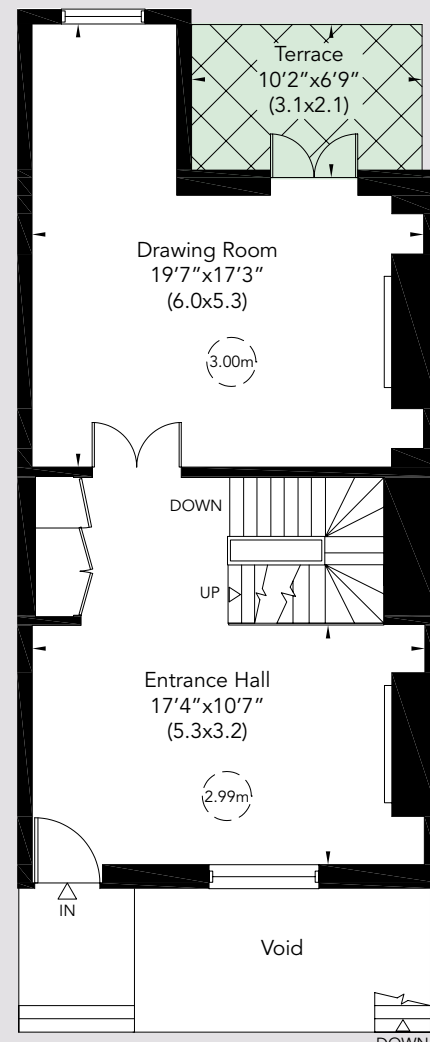 Terrace
10’2”x6’9”
(3.1x2.1)
Drawing Room
19’7”x17’3”
(6.0x5.3)
3.00m
DOWN
UP
Entrance Hall
17’4”x10’7”
(5.3x3.2)
2.99m
IN
Void
DOWN